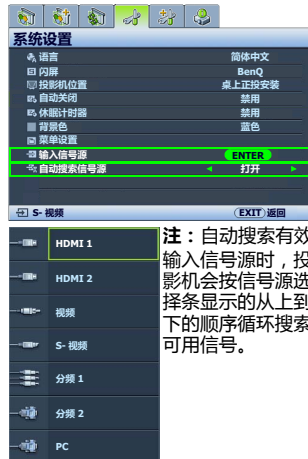 系统设置
语言 简体中文
闪屏 BenQ
投影机位置 桌上正投安装
自动关闭 禁用
休眠计时器 禁用
背景色 蓝色
菜单设置
输入信号源 ENTER
自动搜索信号源 打开
S- 视频 EXIT 返回
HDMI 1
HDMI 2
视频
S- 视频
分频 1
分频 2
PC
注：自动搜索有效
输入信号源时，投
影机会按信号源选
择条显示的从上到
下的顺序循环搜索
可用信号。